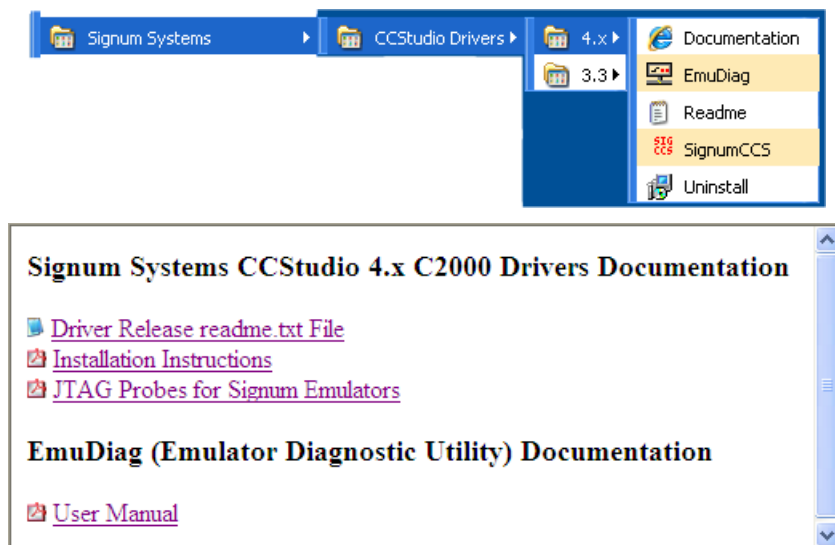 Signum Systems CCStudio Drivers 4.x Documentation
3.3 EmuDiag
Readme
SIG CCS SignumCCS
Uninstall
Signum Systems CCStudio 4.x C2000 Drivers Documentation
Driver Release readme.txt File
Installation Instructions
JTAG Probes for Signum Emulators
EmuDiag (Emulator Diagnostic Utility) Documentation
User Manual